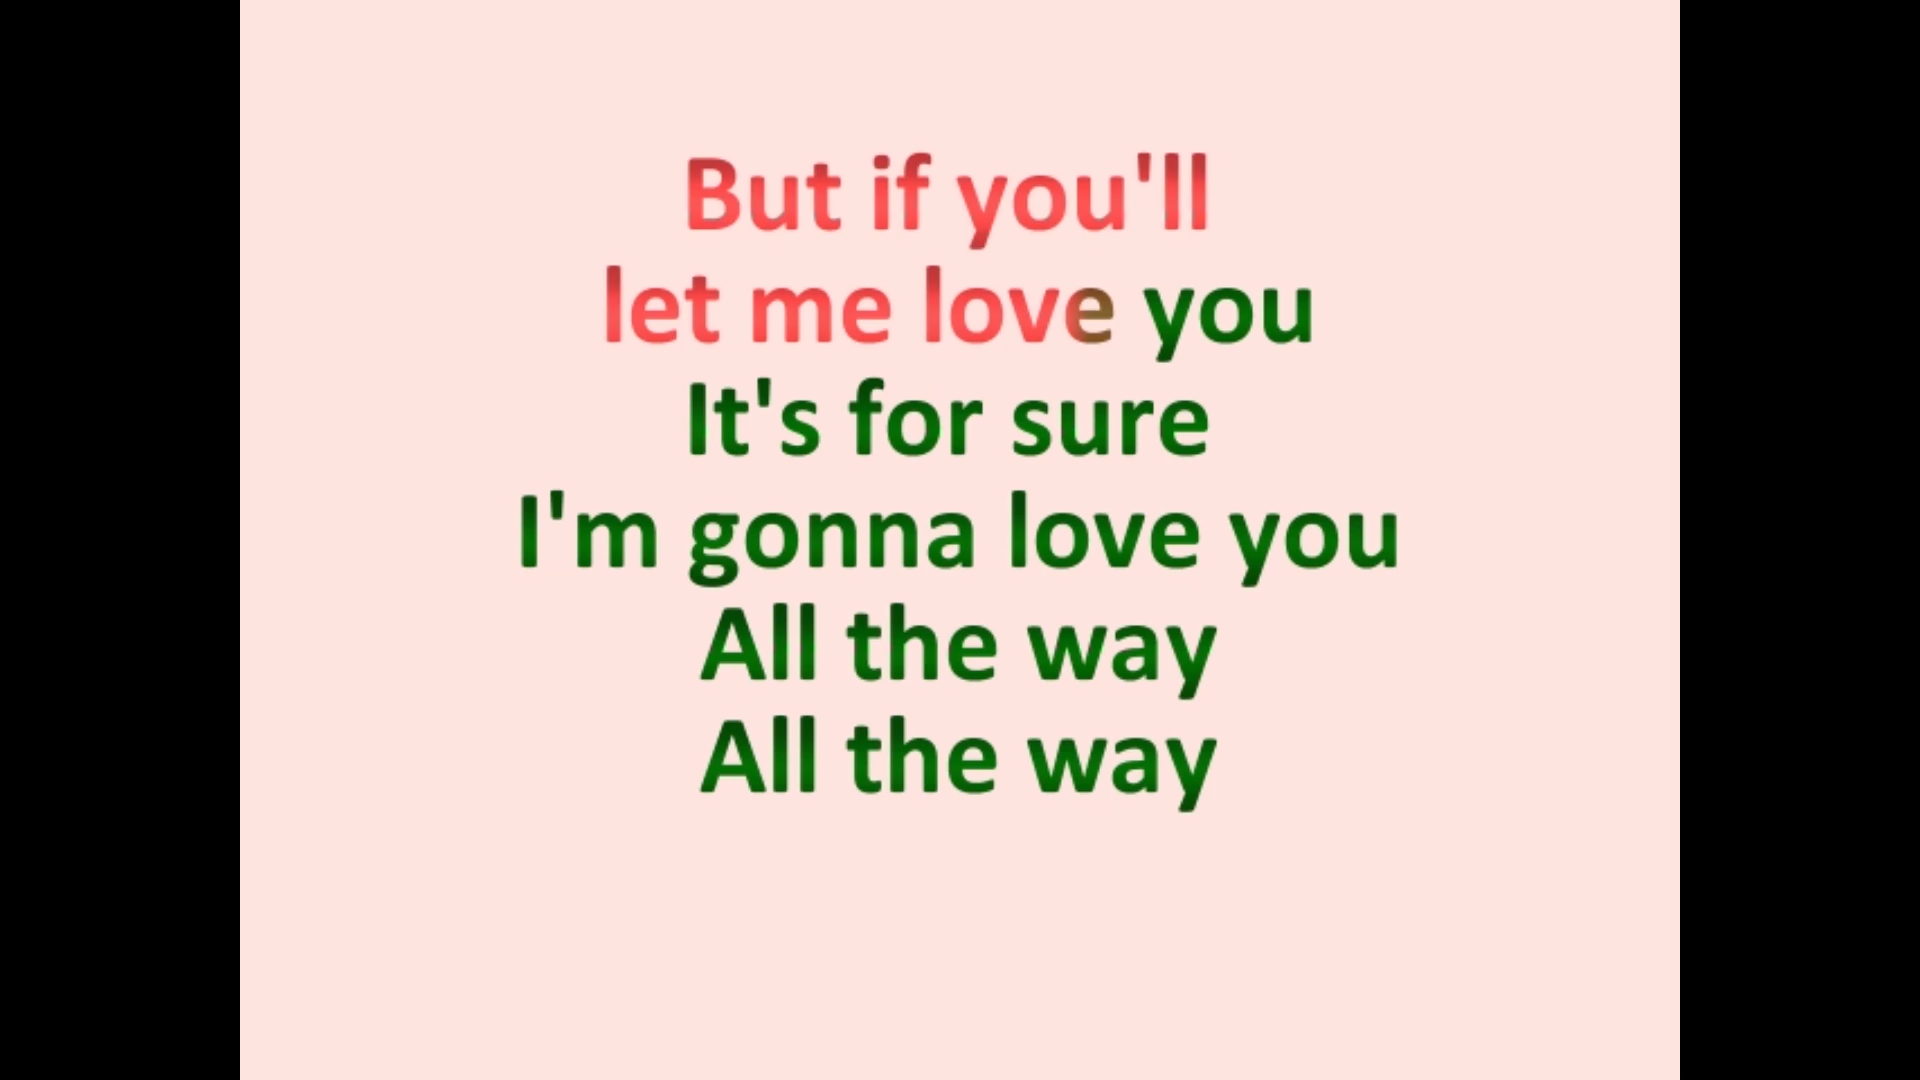 But if you'll
let me love you
It's for sure
I'm gonna love you
All the way
All the way